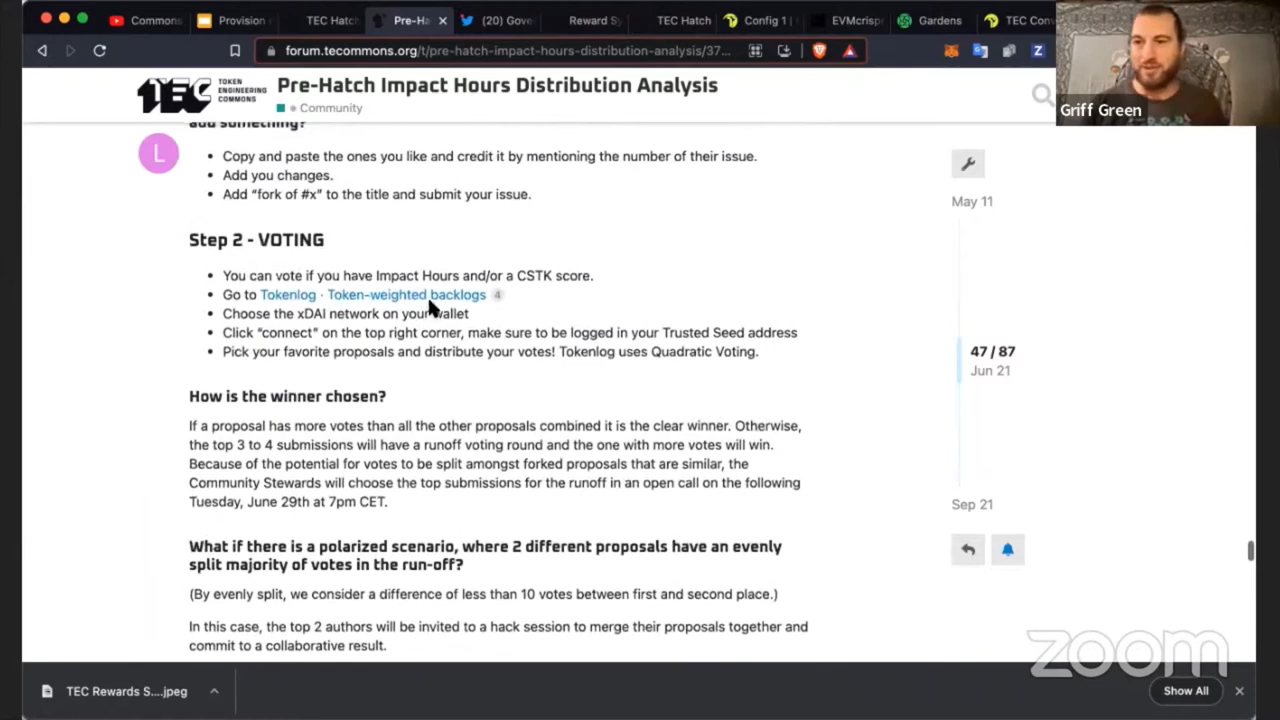 Commons
Provision
TEC Hatch
Pre-Ha
(20) Gove
Reward Sy
TEC Hatch
Config 1 |
EVMcrisp
Gardens
TEC Con
forum.tecommons.org/t/pre-hatch-impact-hours-distribution-analysis/37...
Griff Green
TEC TOKEN ENGINEERING COMMONS
Pre-Hatch Impact Hours Distribution Analysis
Community
add something?
L
• Copy and paste the ones you like and credit it by mentioning the number of their issue.
• Add you changes.
• Add “fork of #x” to the title and submit your issue.
Step 2 - VOTING
• You can vote if you have Impact Hours and/or a CSTK score.
• Go to Tokenlog · Token-weighted backlogs 4
• Choose the xDAI network on your wallet
• Click “connect” on the top right corner, make sure to be logged in your Trusted Seed address
• Pick your favorite proposals and distribute your votes! Tokenlog uses Quadratic Voting.
How is the winner chosen?
If a proposal has more votes than all the other proposals combined it is the clear winner. Otherwise,
the top 3 to 4 submissions will have a runoff voting round and the one with more votes will win.
Because of the potential for votes to be split amongst forked proposals that are similar, the
Community Stewards will choose the top submissions for the runoff in an open call on the following
Tuesday, June 29th at 7pm CET.
What if there is a polarized scenario, where 2 different proposals have an evenly
split majority of votes in the run-off?
(By evenly split, we consider a difference of less than 10 votes between first and second place.)
In this case, the top 2 authors will be invited to a hack session to merge their proposals together and
commit to a collaborative result.
May 11
47 / 87
Jun 21
Sep 21
zoom
TEC Rewards S....jpeg
Show All